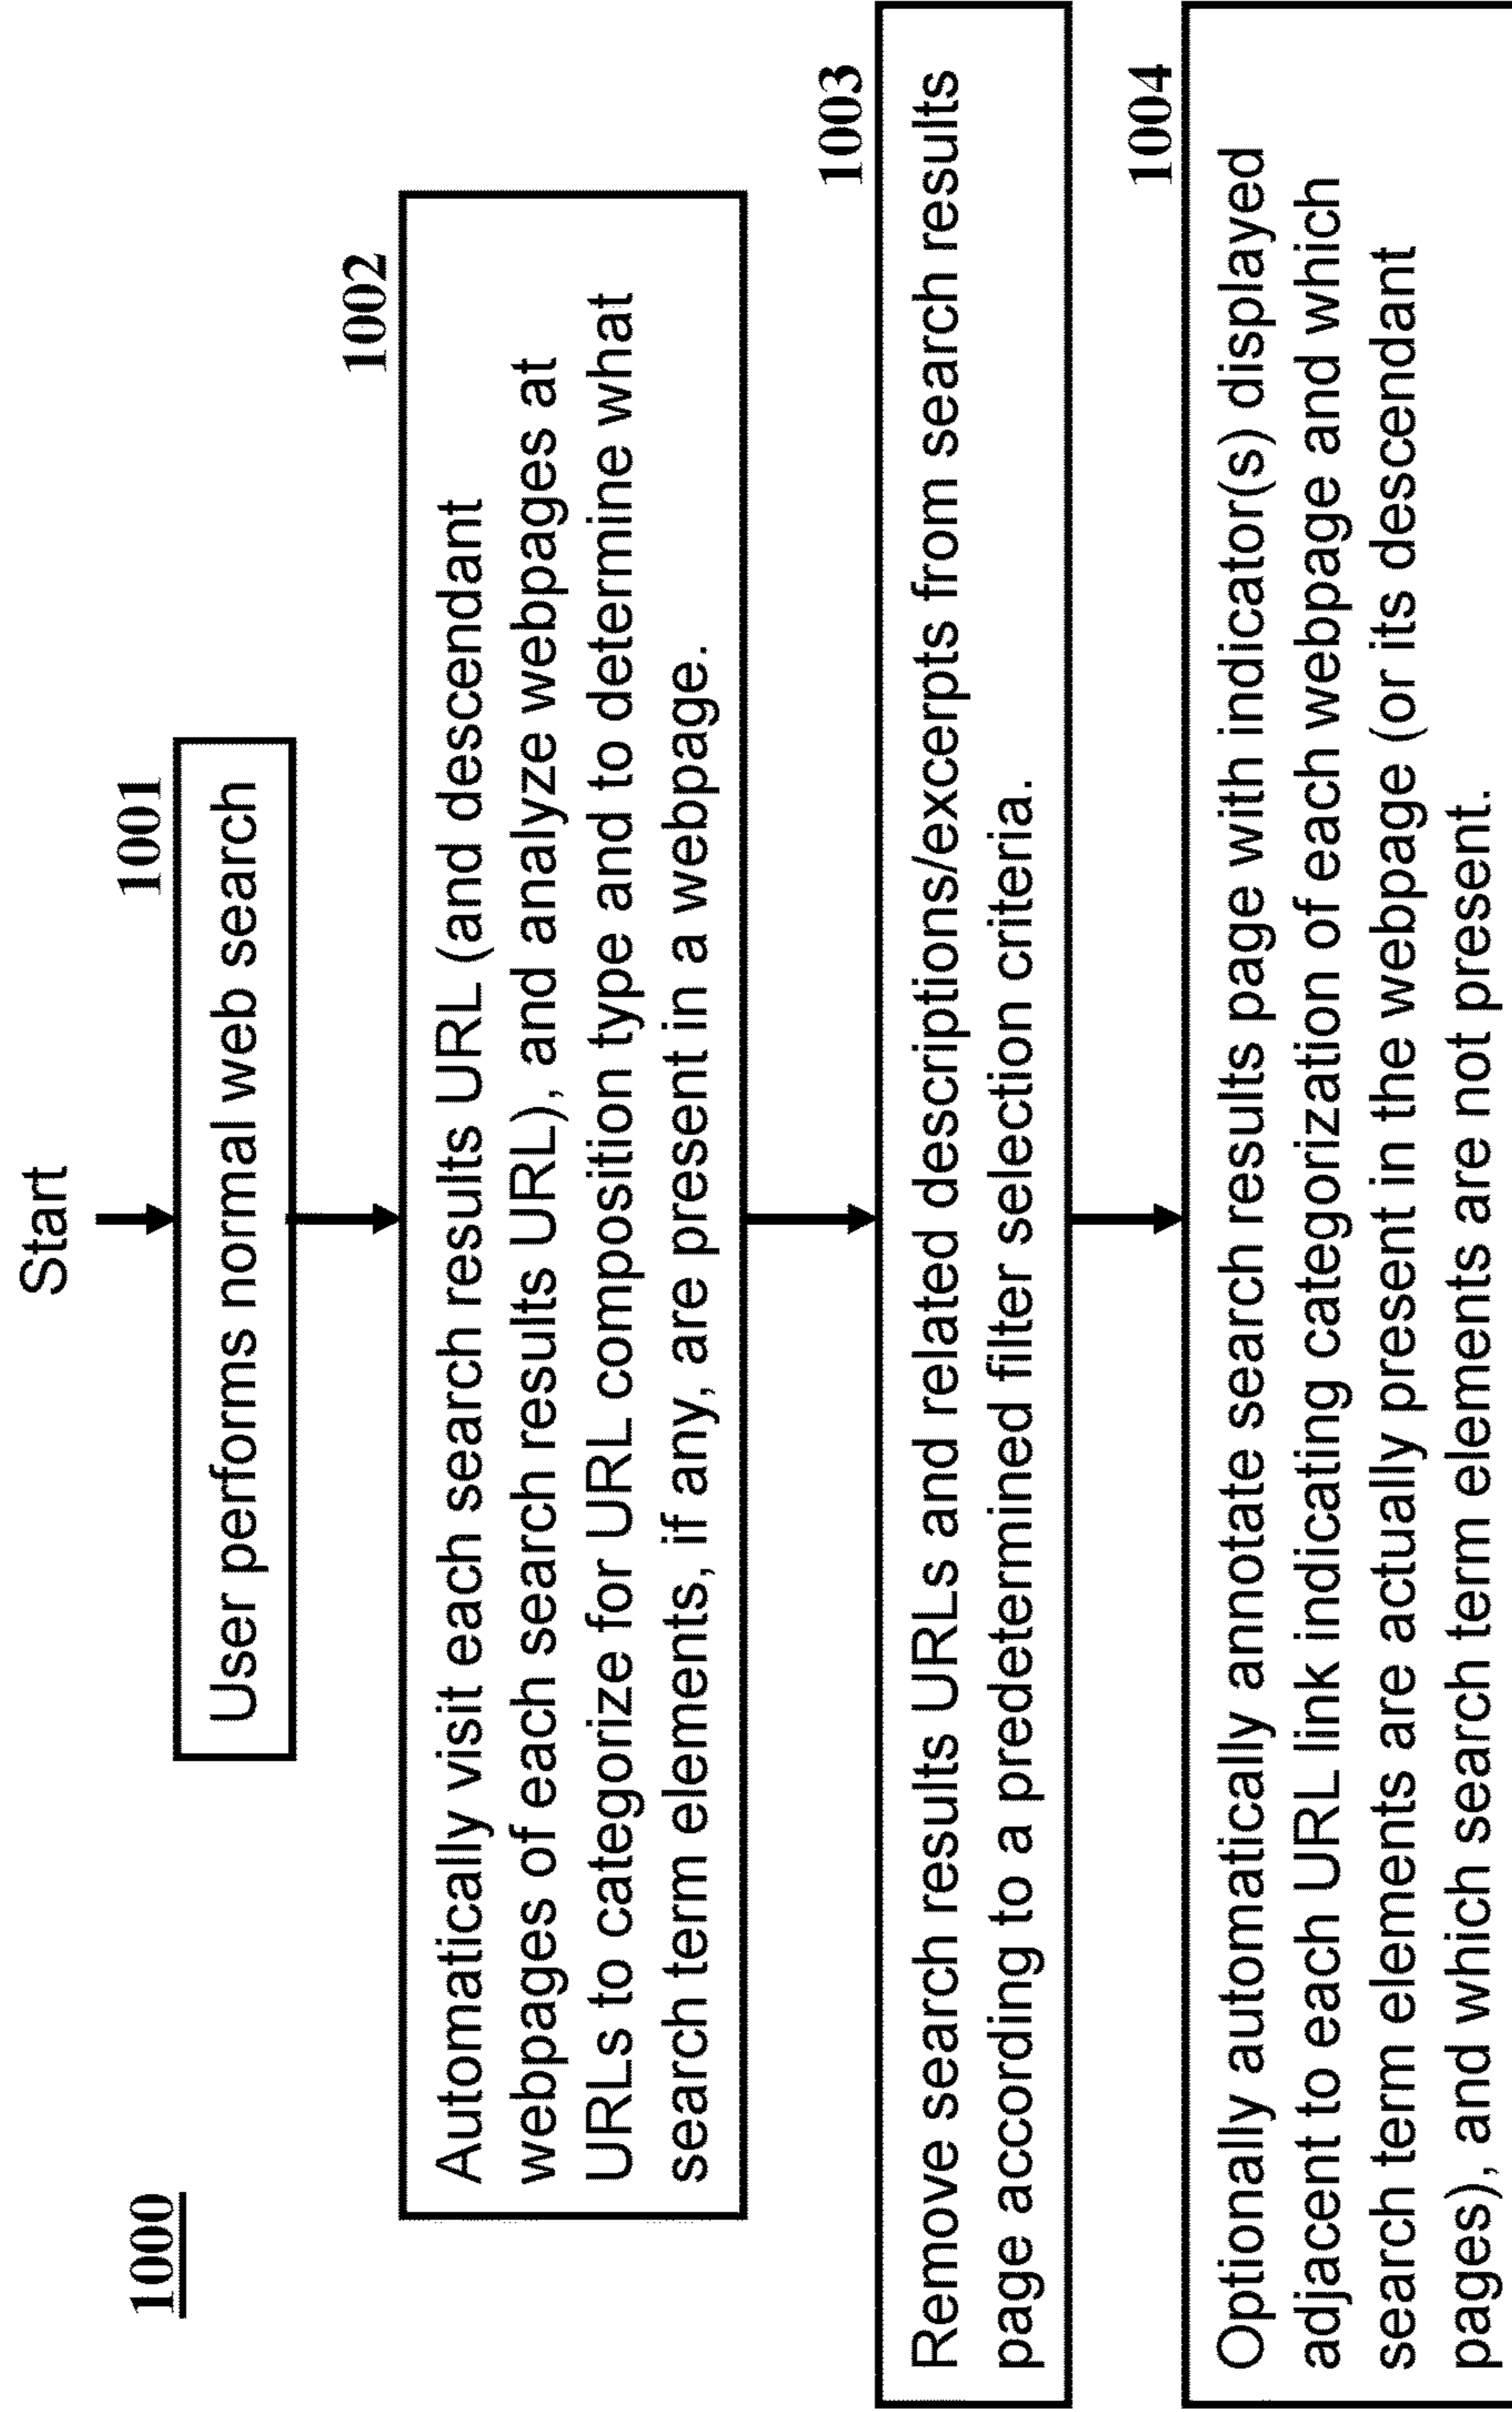 1000
Start
1001
User performs normal web search
1002
Automatically visit each search results URL (and descendant
webpages of each search results URL), and analyze webpages at
URLs to categorize for URL composition type and to determine what
search term elements, if any, are present in a webpage.
1003
Remove search results URLs and related descriptions/excerpts from search results
page according to a predetermined filter selection criteria.
1004
Optionally automatically annotate search results page with indicator(s) displayed
adjacent to each URL link indicating categorization of each webpage and which
search term elements are actually present in the webpage (or its descendant
pages), and which search term elements are not present.